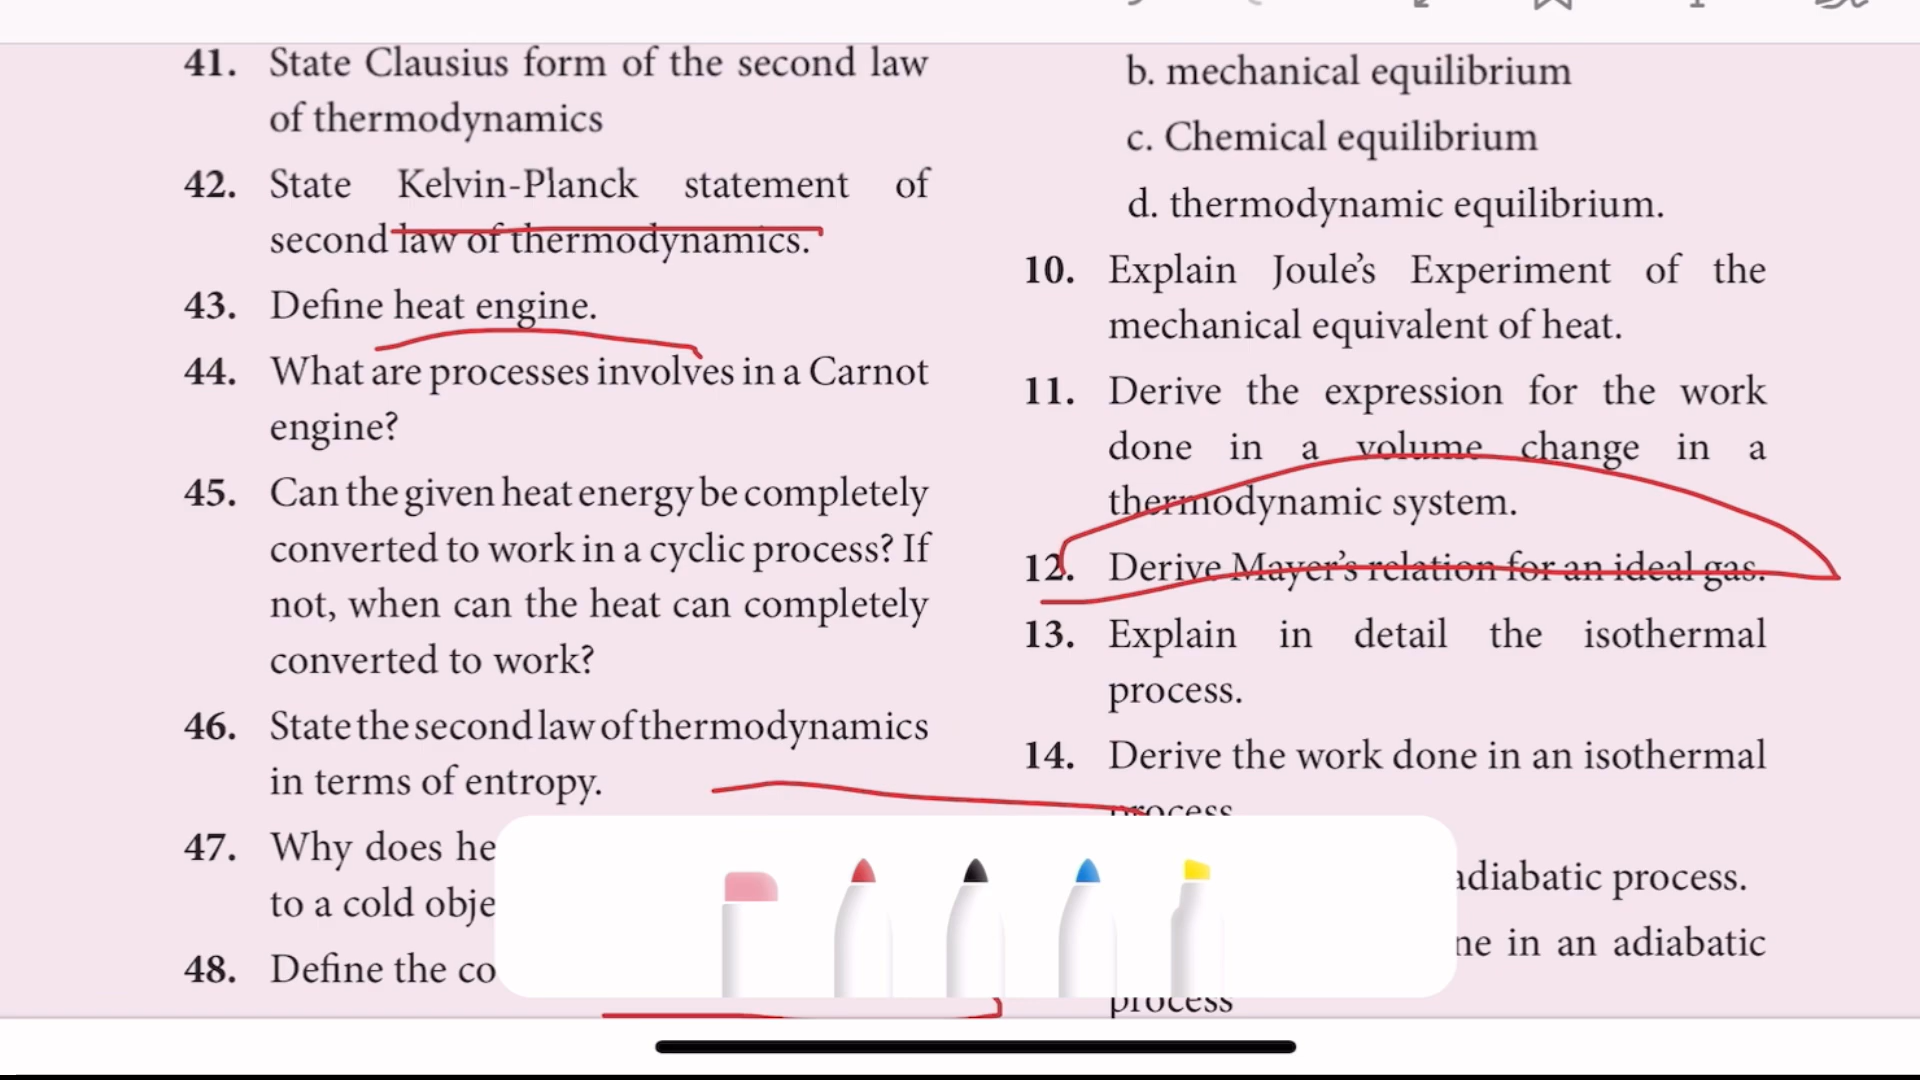 41. State Clausius form of the second law
of thermodynamics
42. State Kelvin-Planck statement of
second law of thermodynamics.
43. Define heat engine.
44. What are processes involves in a Carnot
engine?
45. Can the given heat energy be completely
converted to work in a cyclic process? If
not, when can the heat can completely
converted to work?
46. State the second law of thermodynamics
in terms of entropy.
47. Why does he
to a cold obje
48. Define the co
b. mechanical equilibrium
c. Chemical equilibrium
d. thermodynamic equilibrium.
10. Explain Joule’s Experiment of the
mechanical equivalent of heat.
11. Derive the expression for the work
done in a volume change in a
thermodynamic system.
12. Derive Mayer’s relation for an ideal gas.
13. Explain in detail the isothermal
process.
14. Derive the work done in an isothermal
process
adiabatic process.
ne in an adiabatic
process